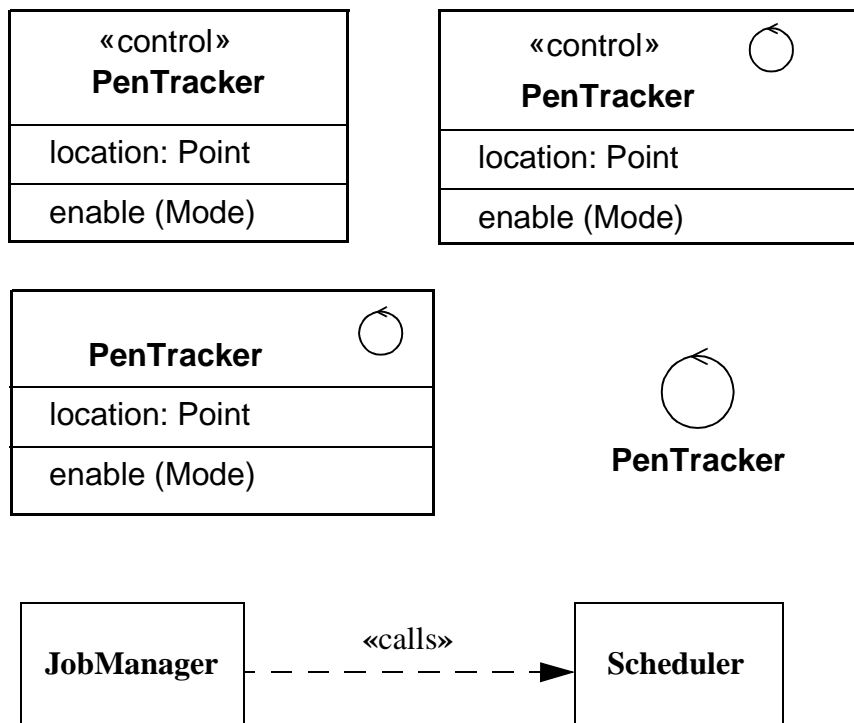 «control»
PenTracker
location: Point
enable (Mode)
«control»
PenTracker
location: Point
enable (Mode)
PenTracker
location: Point
enable (Mode)
PenTracker
JobManager
«calls»
Scheduler